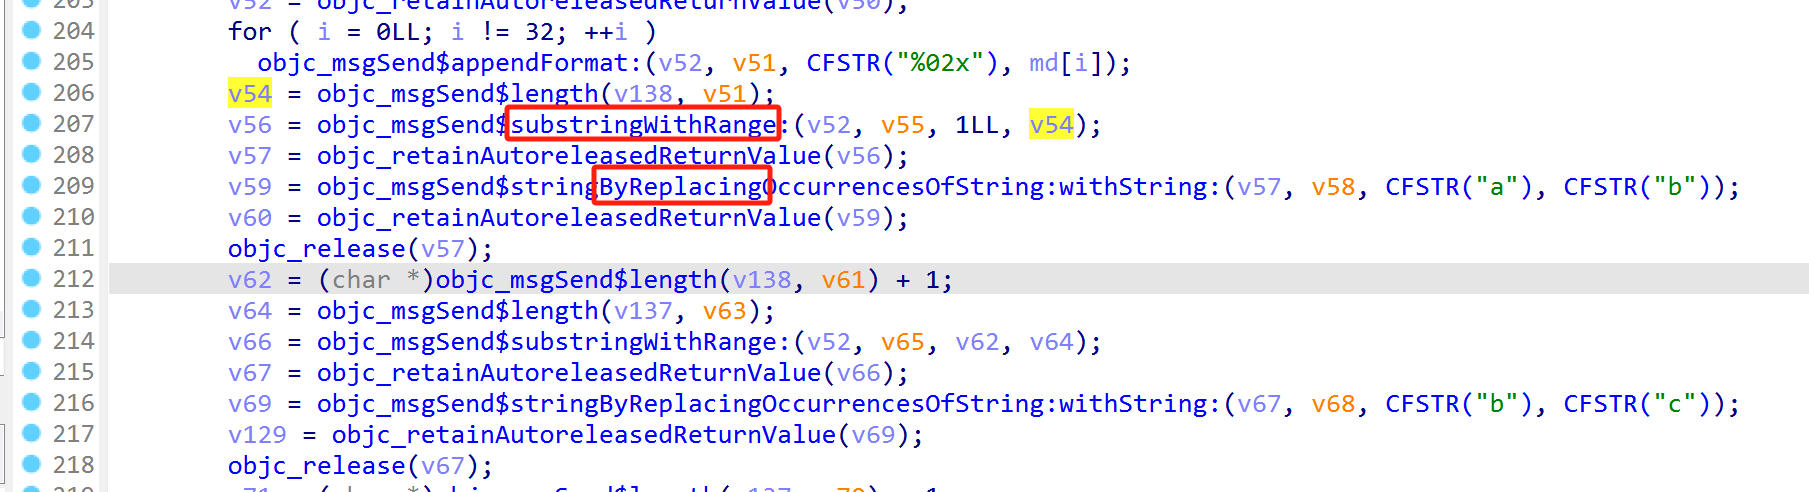 203 v52 = objc_retainAutoreleasedReturnValue(v50);
204 for ( i = 0LL; i != 32; ++i )
205 objc_msgSend$appendFormat:(v52, v51, CFSTR("%02x"), md[i]);
206 v54 = objc_msgSend$length(v138, v51);
207 v56 = objc_msgSend$substringWithRange:(v52, v55, 1LL, v54);
208 v57 = objc_retainAutoreleasedReturnValue(v56);
209 v59 = objc_msgSend$stringByReplacingOccurrencesOfString:withString:(v57, v58, CFSTR("a"), CFSTR("b"));
210 v60 = objc_retainAutoreleasedReturnValue(v59);
211 objc_release(v57);
212 v62 = (char *)objc_msgSend$length(v138, v61) + 1;
213 v64 = objc_msgSend$length(v137, v63);
214 v66 = objc_msgSend$substringWithRange:(v52, v65, v62, v64);
215 v67 = objc_retainAutoreleasedReturnValue(v66);
216 v69 = objc_msgSend$stringByReplacingOccurrencesOfString:withString:(v67, v68, CFSTR("b"), CFSTR("c"));
217 v129 = objc_retainAutoreleasedReturnValue(v69);
218 objc_release(v67);